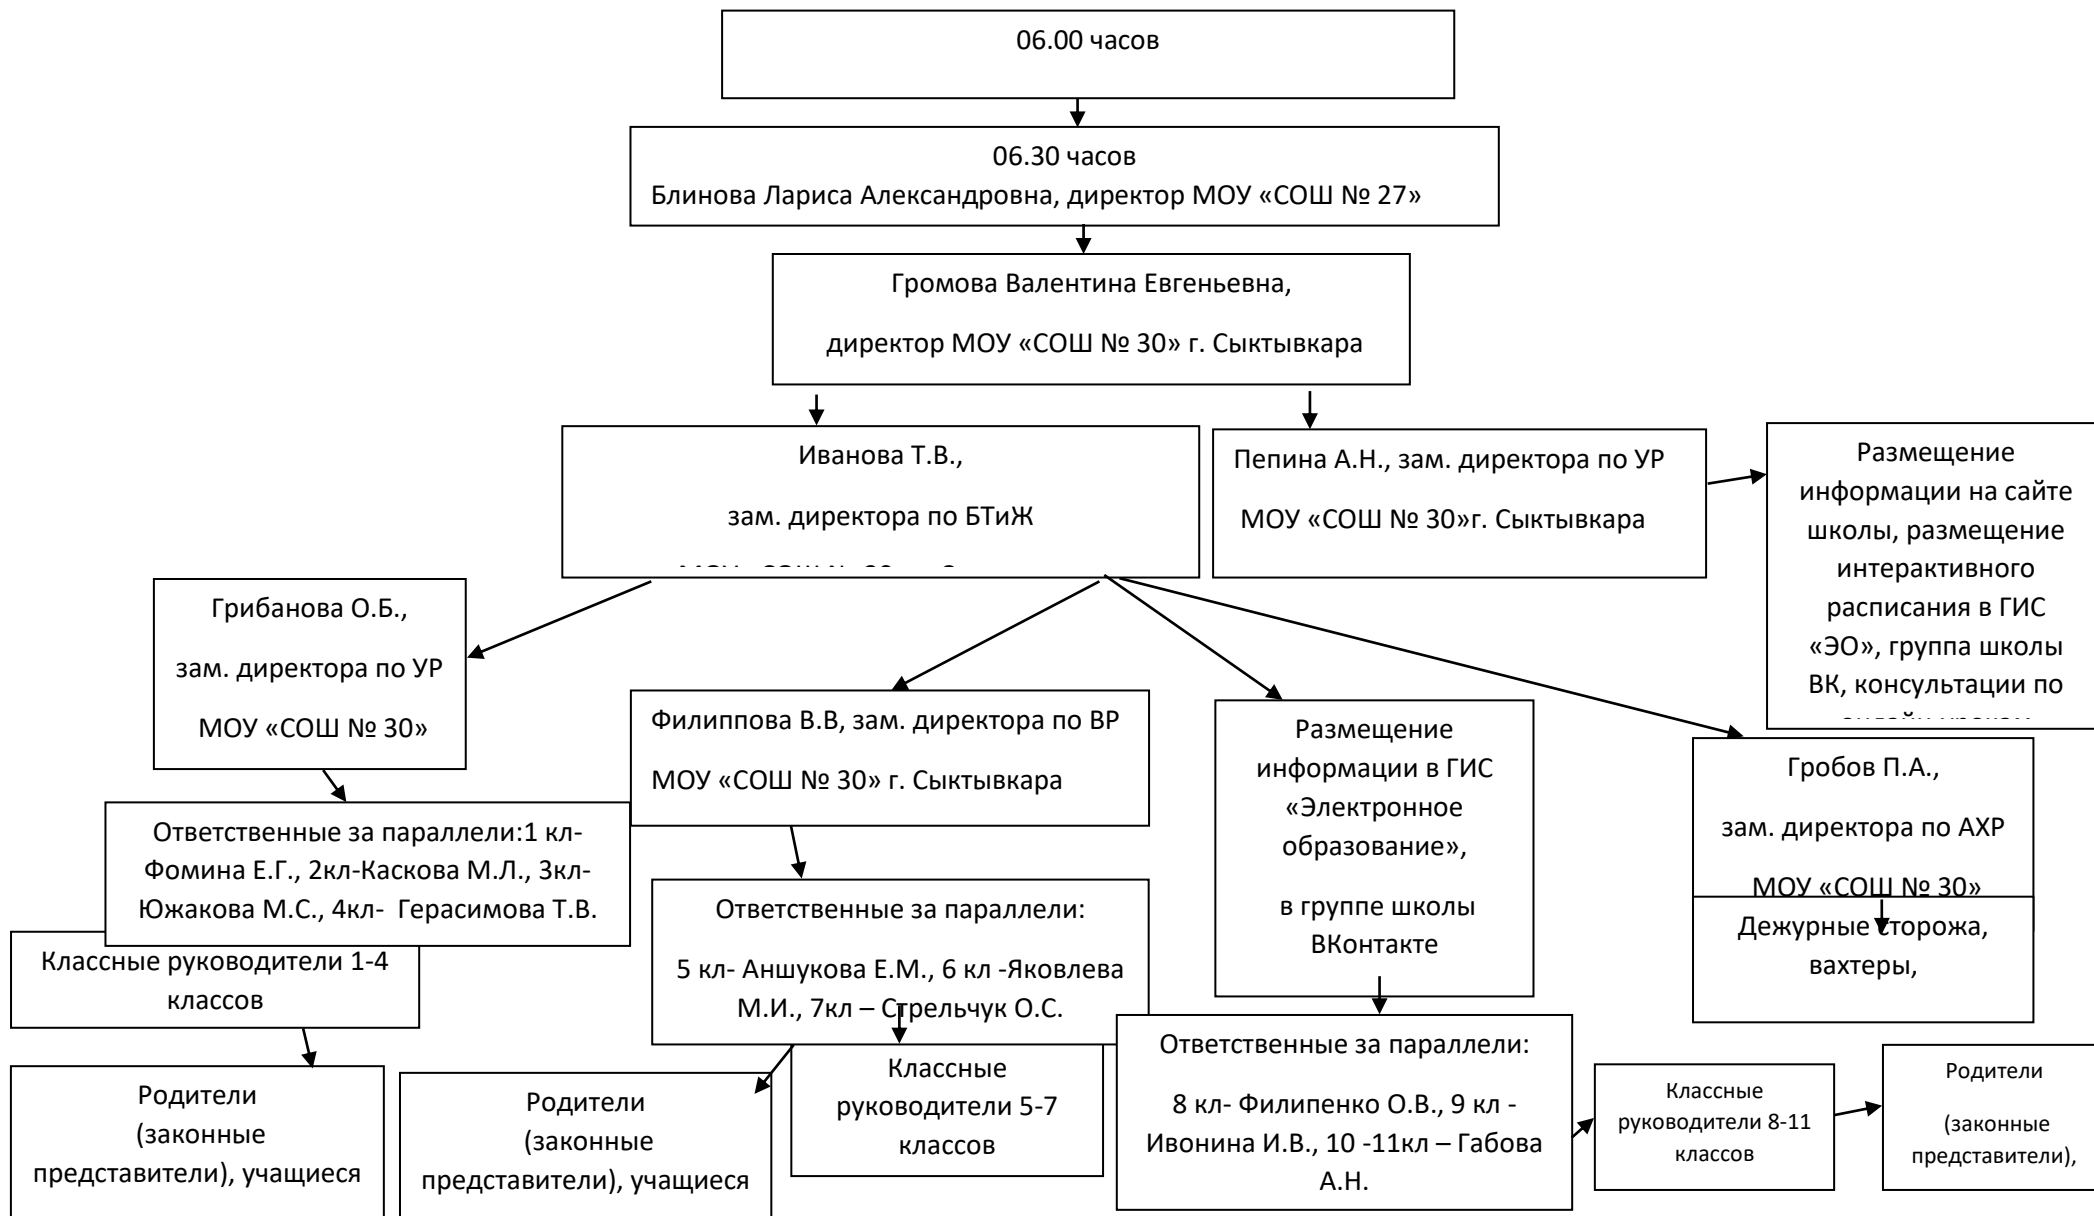 06.00 часов
06.30 часов
Блинова Лариса Александровна, директор МОУ «СОШ № 27»
Громова Валентина Евгеньевна,
директор МОУ «СОШ № 30» г. Сыктывкара
Иванова Т.В.,
зам. директора по БТиЖ
Пепина А.Н., зам. директора по УР
МОУ «СОШ № 30»г. Сыктывкара
Размещение
информации на сайте
школы, размещение
интерактивного
расписания в ГИС
«ЭО», группа школы
ВК, консультации по
Грибанова О.Б.,
зам. директора по УР
МОУ «СОШ № 30»
Филиппова В.В, зам. директора по ВР
МОУ «СОШ № 30» г. Сыктывкара
Размещение
информации в ГИС
«Электронное
образование»,
в группе школы
ВКонтакте
Гробов П.А.,
зам. директора по АХР
МОУ «СОШ № 30»
Дежурные сторожа,
вахтеры,
Ответственные за параллели:1 кл-
Фомина Е.Г., 2кл-Каскова М.Л., 3кл-
Южакова М.С., 4кл- Герасимова Т.В.
Классные руководители 1-4
классов
Ответственные за параллели:
5 кл- Аншукова Е.М., 6 кл -Яковлева
М.И., 7кл – Стрельчук О.С.
Классные
руководители 5-7
классов
Ответственные за параллели:
8 кл- Филипенко О.В., 9 кл -
Ивонина И.В., 10 -11кл – Габова
А.Н.
Классные
руководители 8-11
классов
Родители
(законные
представители),
Родители
(законные
представители), учащиеся
Родители
(законные
представители), учащиеся